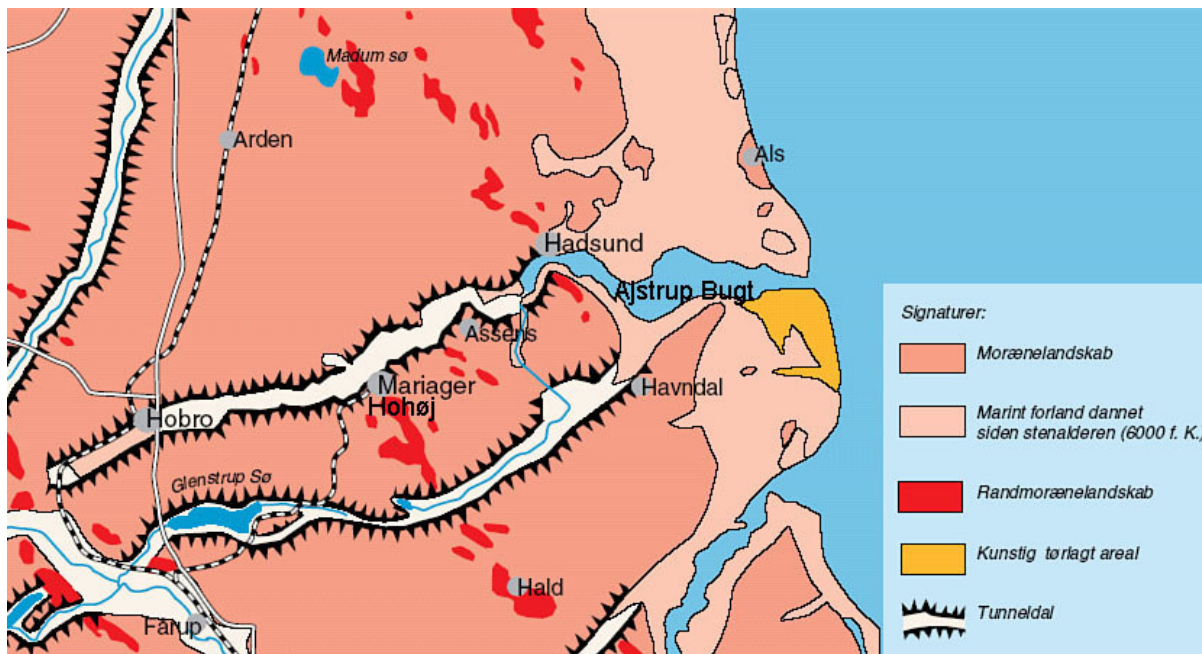 Madum sø
Arden
Als
Hadsund
Ajstrup Bugt
Assens
Mariager
Hohøj
Havndal
Hobro
Glenstrup Sø
Hald
Fårup
Signaturer:
Morænelandskab
Marint forland dannet
siden stenalderen (6000 f. K.)
Randmorænelandskab
Kunstig tørlagt areal
Tunneldal